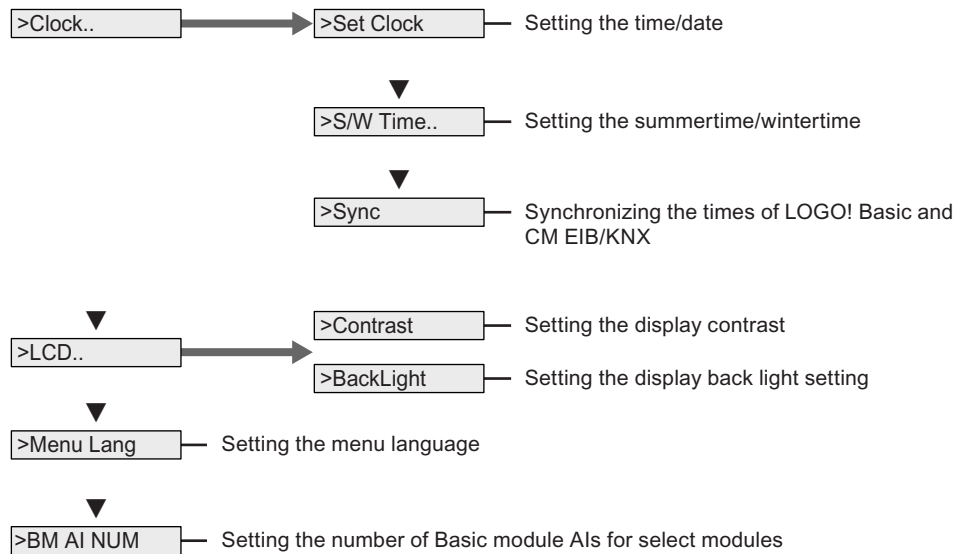 >Clock..
>Set Clock
Setting the time/date
>S/W Time..
Setting the summertime/wintertime
>Sync
Synchronizing the times of LOGO! Basic and
CM EIB/KNX
>LCD..
>Contrast
Setting the display contrast
>BackLight
Setting the display back light setting
>Menu Lang
Setting the menu language
>BM AI NUM
Setting the number of Basic module AIs for select modules